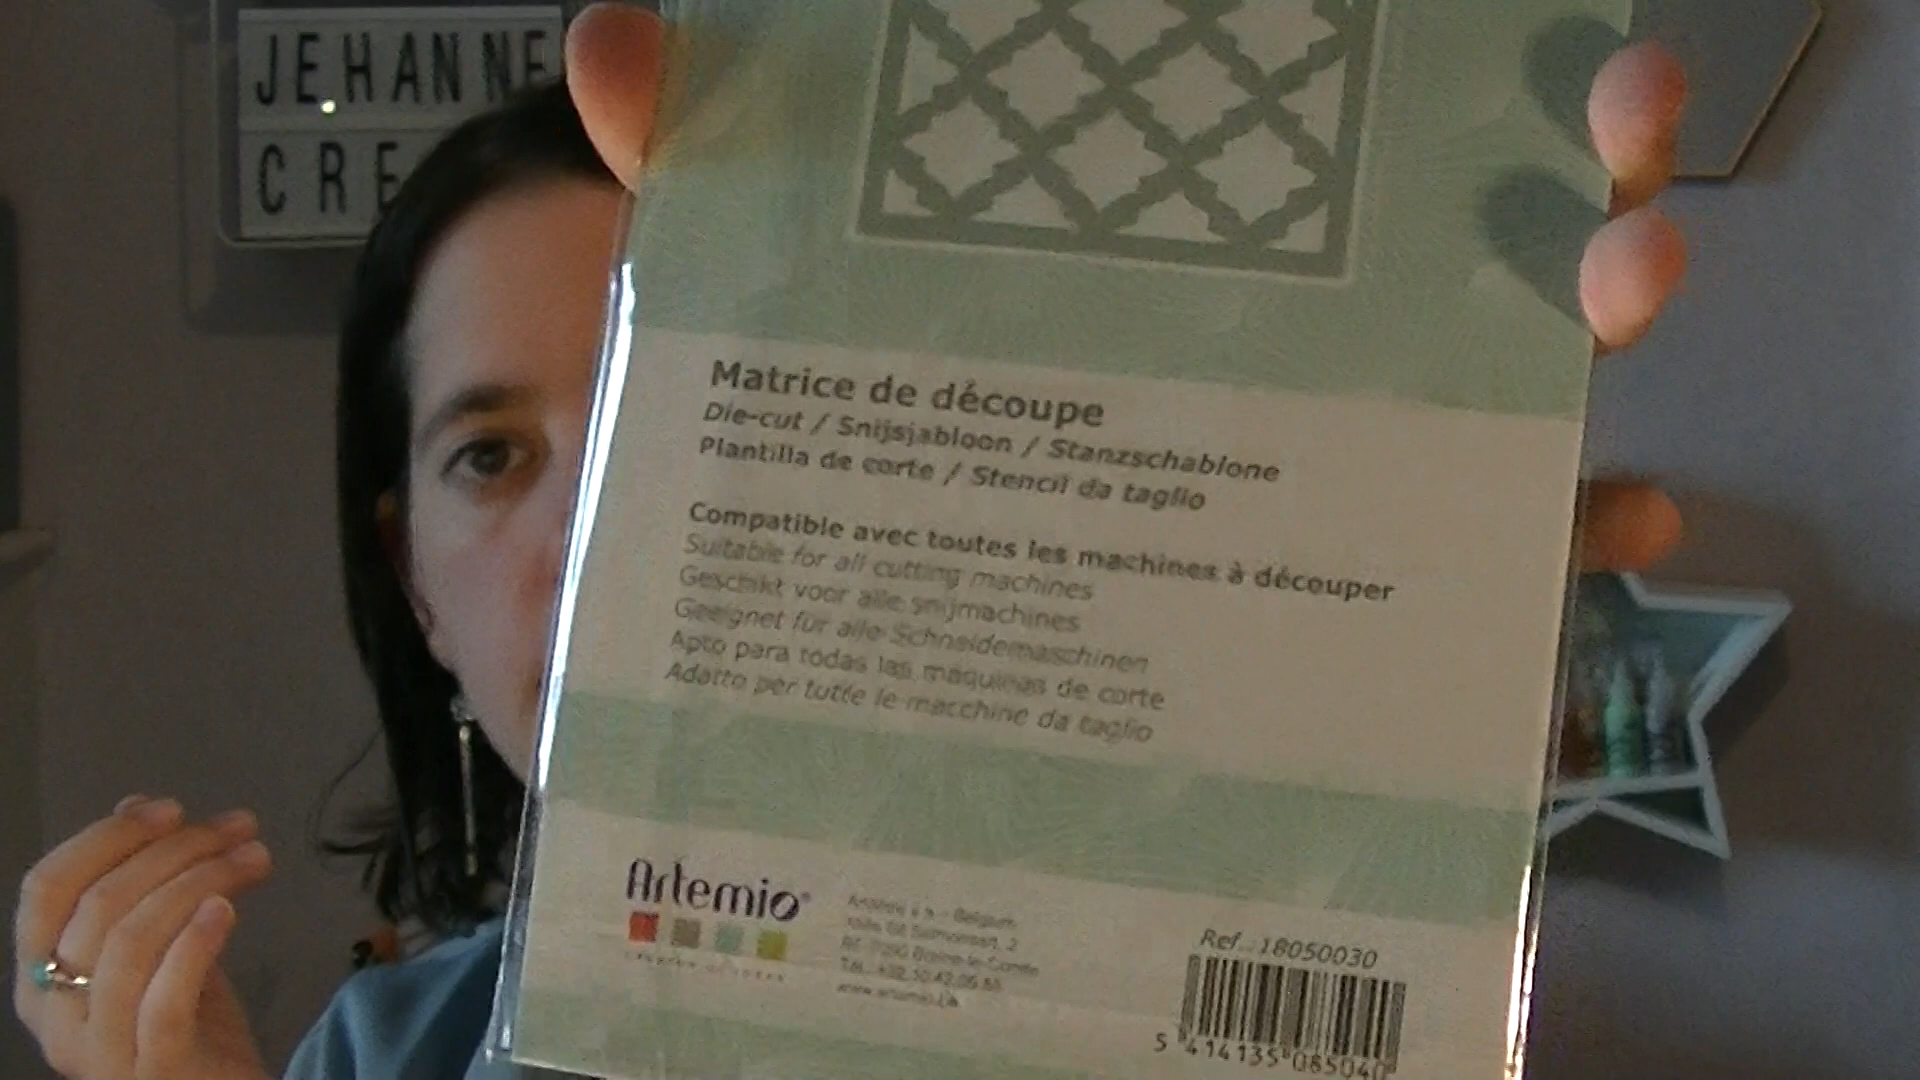 JEHANNE
CRE
Matrice de découpe
Die-cut / Snijsjabloon / Stanzschablone
Plantilla de corte / Stencil da taglio
Compatible avec toutes les machines à découper
Suitable for all cutting machines
Geschikt voor alle snijmachines
Geeignet für alle Schneidemaschinen
Apto para todas las maquinas de corte
Adatto per tutte le macchine da taglio
Artemio®
Belgium
Ref. : 18050030
5 414135 085040